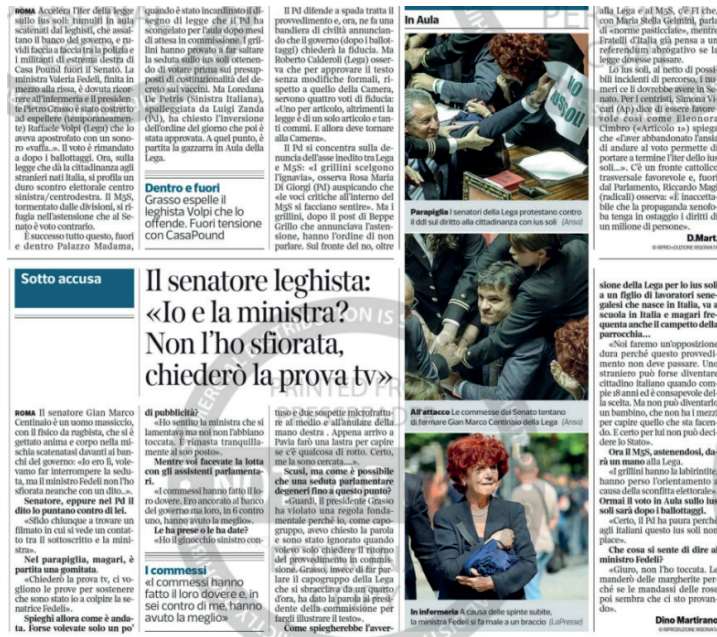 ROMA Accelera l'iter della legge
sullo ius soli: tumulti in aula
scatenati dai leghisti, che assal-
tano il banco del governo, e ru-
vidi faccia a faccia tra la polizia e
i militanti di estrema destra di
Casa Pound fuori il Senato. La
ministra Valeria Fedeli, finita in
mezzo alla rissa, è dovuta ricor-
rere all'infermeria e il presiden-
te Pietro Grasso è stato costretto
ad espellere (temporaneamen-
te) Raffaele Volpi (Lega) che lo
aveva apostrofato con un sono-
ro «vaffa..». Il voto è rimandato
a dopo i ballottaggi. Ora, sulla
legge che dà la cittadinanza agli
stranieri nati Italia, si profila un
duro scontro elettorale centro
sinistra/centrodestra. Il M5S,
tormentato dalle divisioni, si ri-
fugia nell'astensione che al Se-
nato è voto contrario.
È successo tutto questo, fuori
e dentro Palazzo Madama,
quando è stato incardinato il di-
segno di legge che il Pd ha
scongelato per l'aula dopo mesi
di attesa in commissione. I gril-
lini hanno provato a far saltare
la seduta sullo ius soli ottenen-
do di votare prima sui presup-
posti di costituzionalità del de-
creto sui vaccini. Ma Loredana
De Petris (Sinistra Italiana),
spalleggiata da Luigi Zanda
(Pd), ha chiesto l'inversione
dell'ordine del giorno che poi è
stata approvata. A quel punto, è
partita la gazzarra in Aula della
Lega.
Dentro e fuori
Grasso espelle il
leghista Volpi che lo
offende. Fuori tensione
con CasaPound
Il Pd difende a spada tratta il
provvedimento e, ora, ne fa una
bandiera di civiltà annuncian-
do che il governo (dopo i ballot-
taggi) chiederà la fiducia. Ma
Roberto Calderoli (Lega) osser-
va che per approvare il testo
senza modifiche formali, ri-
spetto a quello della Camera,
servono quattro voti di fiducia:
«Uno per articolo, altrimenti la
legge è di un solo articolo e tan-
ti commi. E allora deve tornare
alla Camera».
Il Pd si concentra sulla de-
nuncia dell'asse inedito tra Lega
e M5S: «I grillini scelgono
l'ignavia», osserva Rosa Maria
Di Giorgi (Pd) auspicando che
«le voci critiche all'interno del
M5S si facciano sentire». Ma i
grillini, dopo il post di Beppe
Grillo che annunciava l'asten-
sione, hanno l'ordine di non
parlare. Sul fronte del no, oltre
In Aula
NO
IUS
SOLI!
Parapiglia I senatori della Lega protestano contro
il ddl sul diritto alla cittadinanza con ius soli (Ansa)
alla Lega e al M5S, c'è FI che,
con Maria Stella Gelmini, parla
di «norme pasticciate», mentre
Fratelli d'Italia già pensa a un
referendum abrogativo se la
legge dovesse passare.
Lo ius soli, al netto di possi-
bili incidenti di percorso, i nu-
meri ce li dovrebbe avere in Se-
nato. Per i centristi, Simona Vi-
cari (Ap) dice di essere favore-
vole come Eleonora
Cimbro («Articolo 1») spiega
che «l'aver abbandonato l'ansia
di andare al voto permette di
portare a termine l'iter dello ius
soli...». C'è un fronte cattolico
trasversale favorevole e, fuori
dal Parlamento, Riccardo Magi
(radicali) osserva: «È inaccetta-
bile che la propaganda xenofo-
ba tenga in ostaggio i diritti di
un milione di persone».
D.Mart.
© RIPRODUZIONE RISERVATA
Sotto accusa
Il senatore leghista:
«Io e la ministra?
Non l'ho sfiorata,
chiederò la prova tv»
ROMA Il senatore Gian Marco
Centinaio è un uomo massiccio,
con il fisico da rugbista, che si è
gettato anima e corpo nella mi-
schia scatenatasi davanti ai ban-
chi del governo: «Io ero lì, vole-
vamo far interrompere la sedu-
ta, ma il ministro Fedeli non l'ho
sfiorata neanche con un dito..».
Senatore, eppure nel Pd il
dito lo puntano contro di lei.
«Sfido chiunque a trovare un
filmato in cui si vede un contat-
to tra il sottoscritto e la mini-
stra».
Nel parapiglia, magari, è
partita una gomitata.
«Chiederò la prova tv, ci vo-
gliono le prove per sostenere
che sono stato io a colpire la se-
natrice Fedeli».
Spieghi allora come è anda-
ta. Forse volevate solo un po'
di pubblicità?
«Ho sentito la ministra che si
lamentava ma noi non l'abbiano
toccata. È rimasta tranquilla-
mente al suo posto».
Mentre voi facevate la lotta
con gli assistenti parlamenta-
ri.
«I commessi hanno fatto il lo-
ro dovere. Ero ancorato al banco
del governo ma loro, in 6 contro
uno, hanno avuto la meglio».
Le ha prese o le ha date?
«Ho il ginocchio sinistro con-
I commessi
«I commessi hanno
fatto il loro dovere e, in
sei contro di me, hanno
avuto la meglio»
tuso e due sospette microfrattu-
re al medio e all'anulare della
mano destra . Appena arrivo a
Pavia farò una lastra per capire
se c'è qualcosa di rotto. Certo,
me la sono cercata....».
Scusi, ma come è possibile
che una seduta parlamentare
degeneri fino a questo punto?
«Guardi, il presidente Grasso
ha violato una regola fonda-
mentale perché io, come capo-
gruppo, avevo chiesto la parola
e sono stato ignorato quando
volevo solo chiedere il ritorno
del provvedimento in commis-
sione. Grasso, invece di far par-
lare il capogruppo della Lega
che si sbracciava da un quarto
d'ora, ha dato la parola al presi-
dente della commissione per
fargli illustrare il testo».
Come spiegherebbe l'avver-
All'attacco Le commesse del Senato tentano
di fermare Gian Marco Centinaio della Lega (Ansa)
In infermeria A causa delle spinte subite,
la ministra Fedeli si fa male a un braccio (LaPresse)
sione della Lega per lo ius soli
a un figlio di lavoratori sene-
galesi che nasce in Italia, va a
scuola in Italia e magari fre-
quenta anche il campetto della
parrocchia...
«Noi faremo un'opposizione
dura perché questo provvedi-
mento non deve passare. Uno
straniero può forse diventare
cittadino italiano quando com-
pie 18 anni ed è consapevole del-
la scelta. Ma non può diventarlo
un bambino, che non ha i mezzi
per capire quello che sta facen-
do. E certo per lui non può deci-
dere lo Stato».
Ora il M5S, astenendosi, da-
rà un mano alla Lega.
«I grillini hanno la labirintite,
hanno perso l'orientamento a
causa della sconfitta elettorale».
Ormai il voto in Aula sullo ius
soli sarà dopo i ballottaggi.
«Certo, il Pd ha paura perché
agli italiani questo ius soli non
piace».
Che cosa si sente di dire al
ministro Fedeli?
«Giuro, non l'ho toccata. Le
manderò delle margherite per-
ché se le mandassi delle rose
poi sembra che ci sto provan-
do».
Dino Martirano
© RIPRODUZIONE RISERVATA